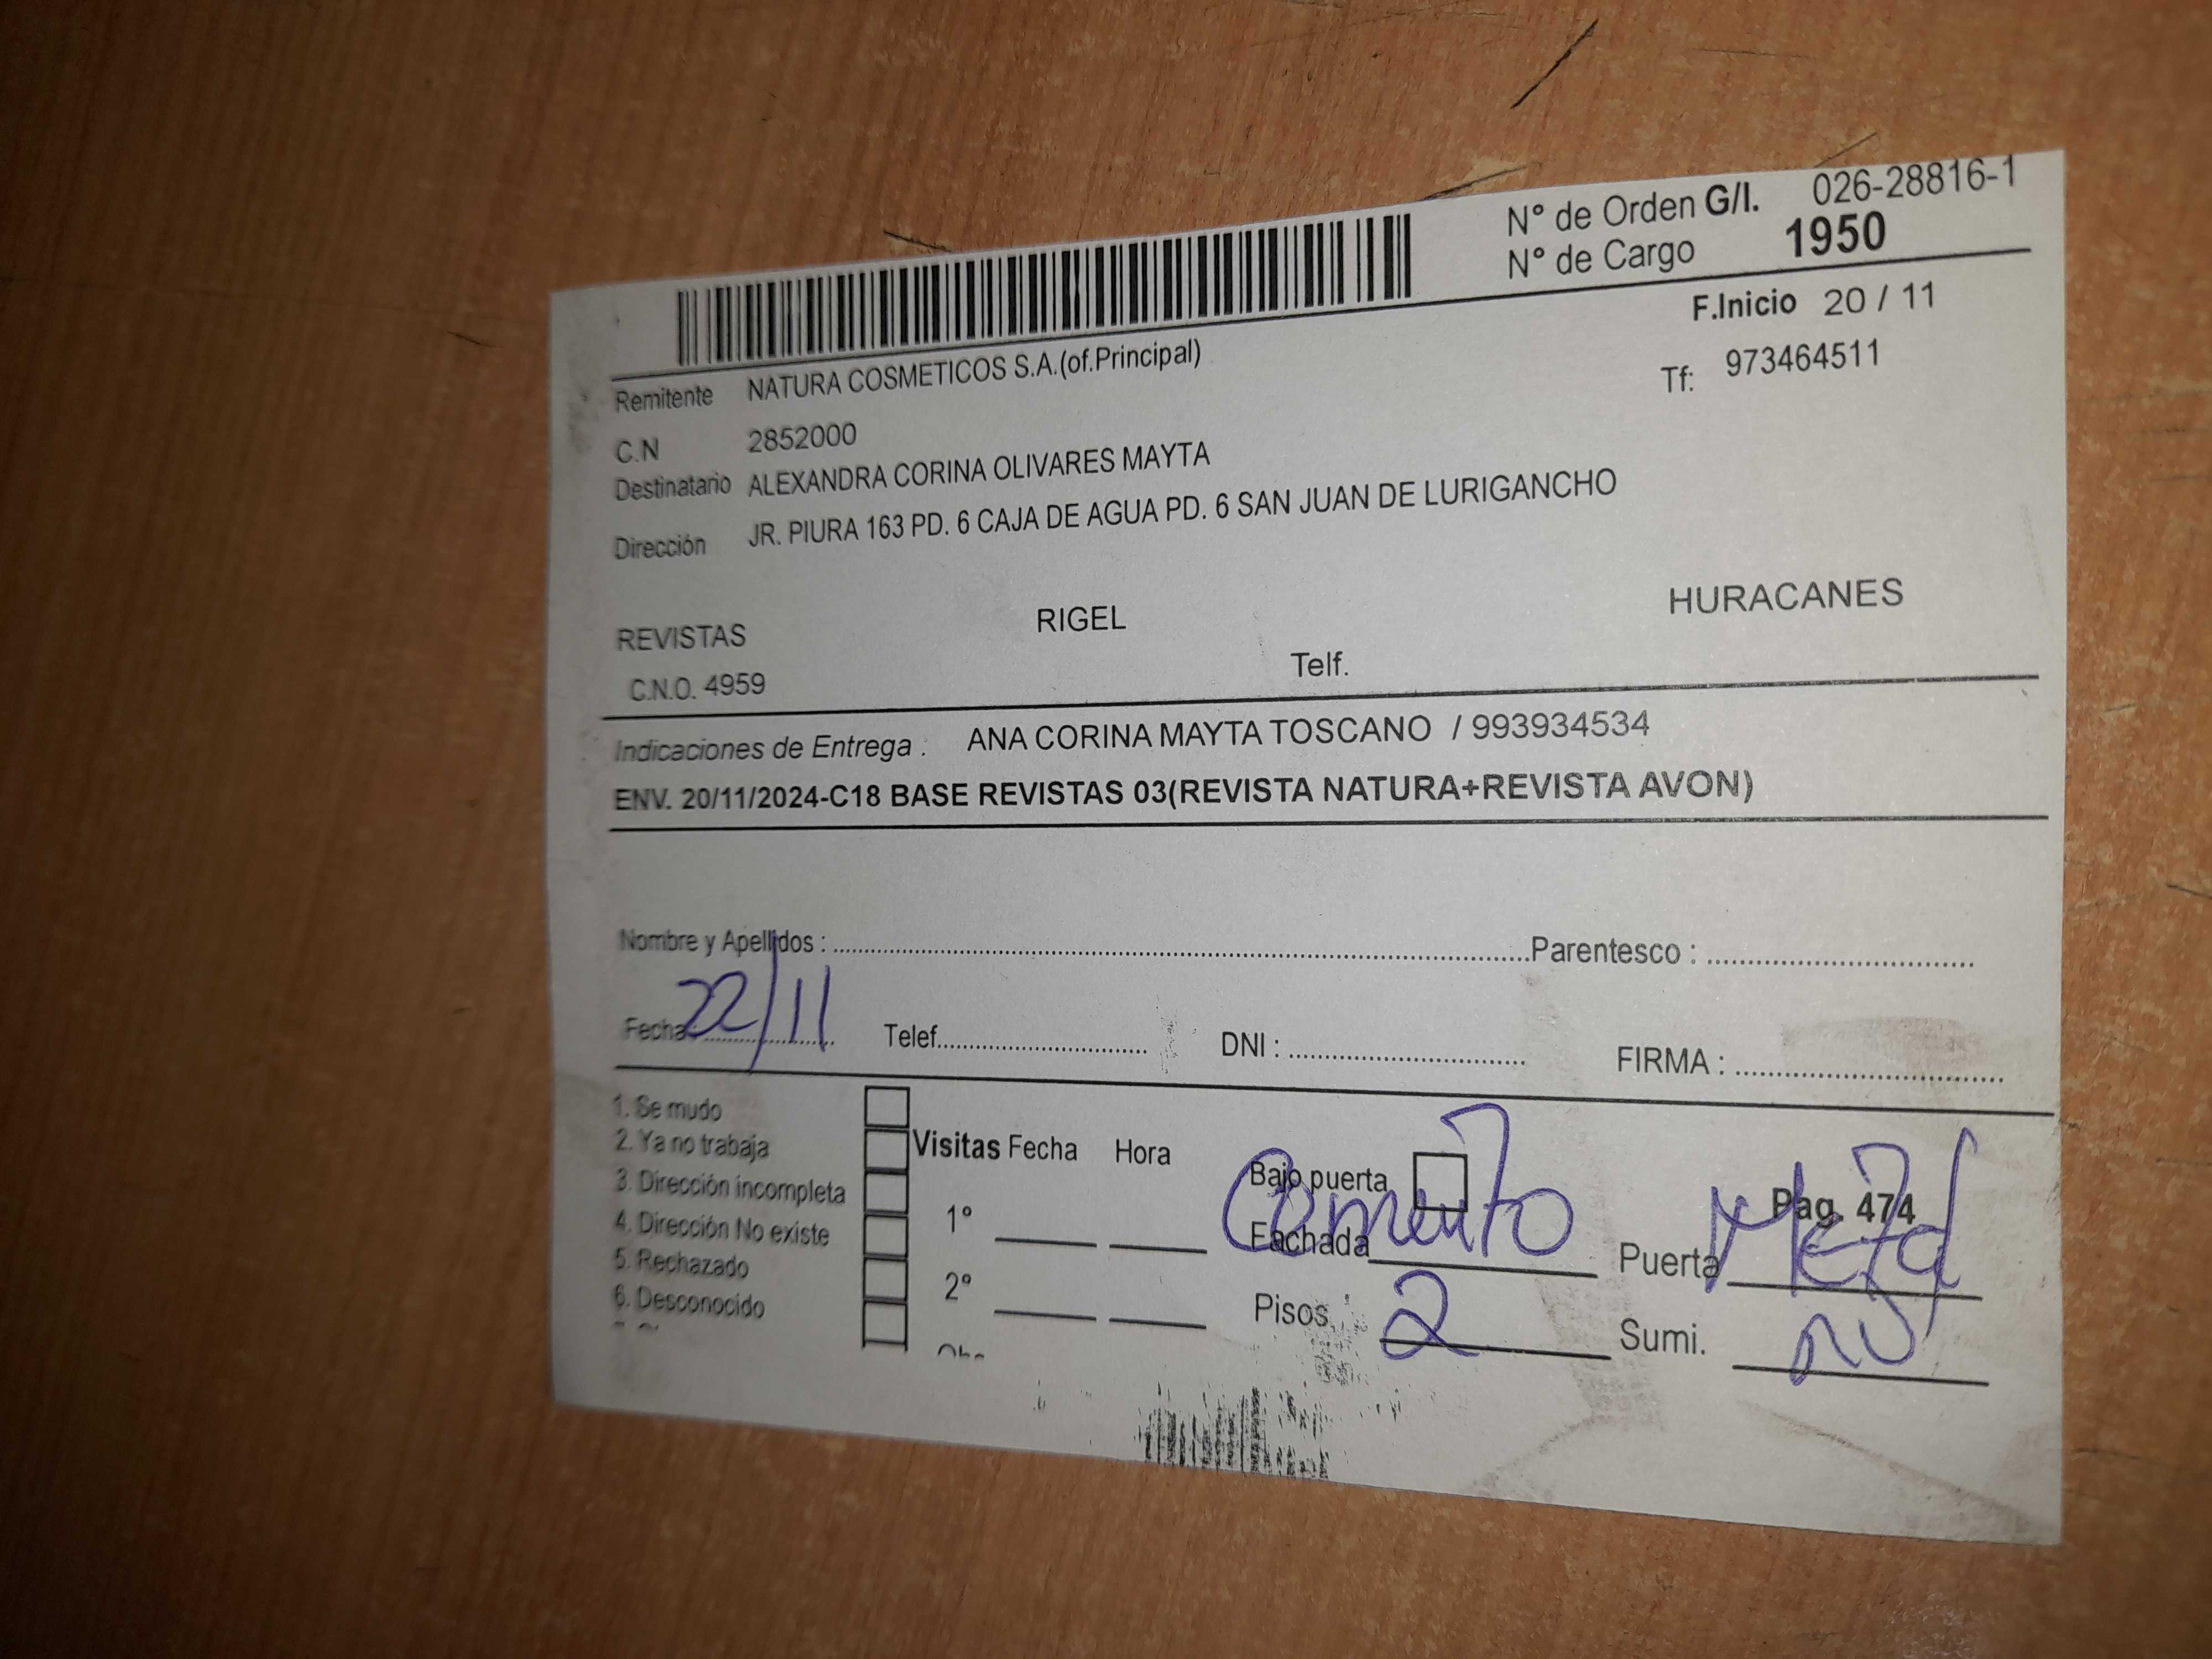 N° de Orden G/I. 026-28816-1
N° de Cargo 1950
F.Inicio 20 / 11
Remitente NATURA COSMETICOS S.A.(of.Principal)
Tf: 973464511
C.N 2852000
Destinatario ALEXANDRA CORINA OLIVARES MAYTA
Dirección JR. PIURA 163 PD. 6 CAJA DE AGUA PD. 6 SAN JUAN DE LURIGANCHO
REVISTAS RIGEL HURACANES
C.N.O. 4959 Telf.
Indicaciones de Entrega : ANA CORINA MAYTA TOSCANO / 993934534
ENV. 20/11/2024-C18 BASE REVISTAS 03(REVISTA NATURA+REVISTA AVON)
Nombre y Apellidos : Parentesco :
Fecha: 22/11 Telef. DNI : FIRMA :
1. Se mudo
2. Ya no trabaja
3. Dirección incompleta
4. Dirección No existe
5. Rechazado
6. Desconocido
Visitas Fecha Hora
1°
2°
Bajo puerta Pag. 474
Fachada Cemento Puerta Metal
Pisos : 2 Sumi.